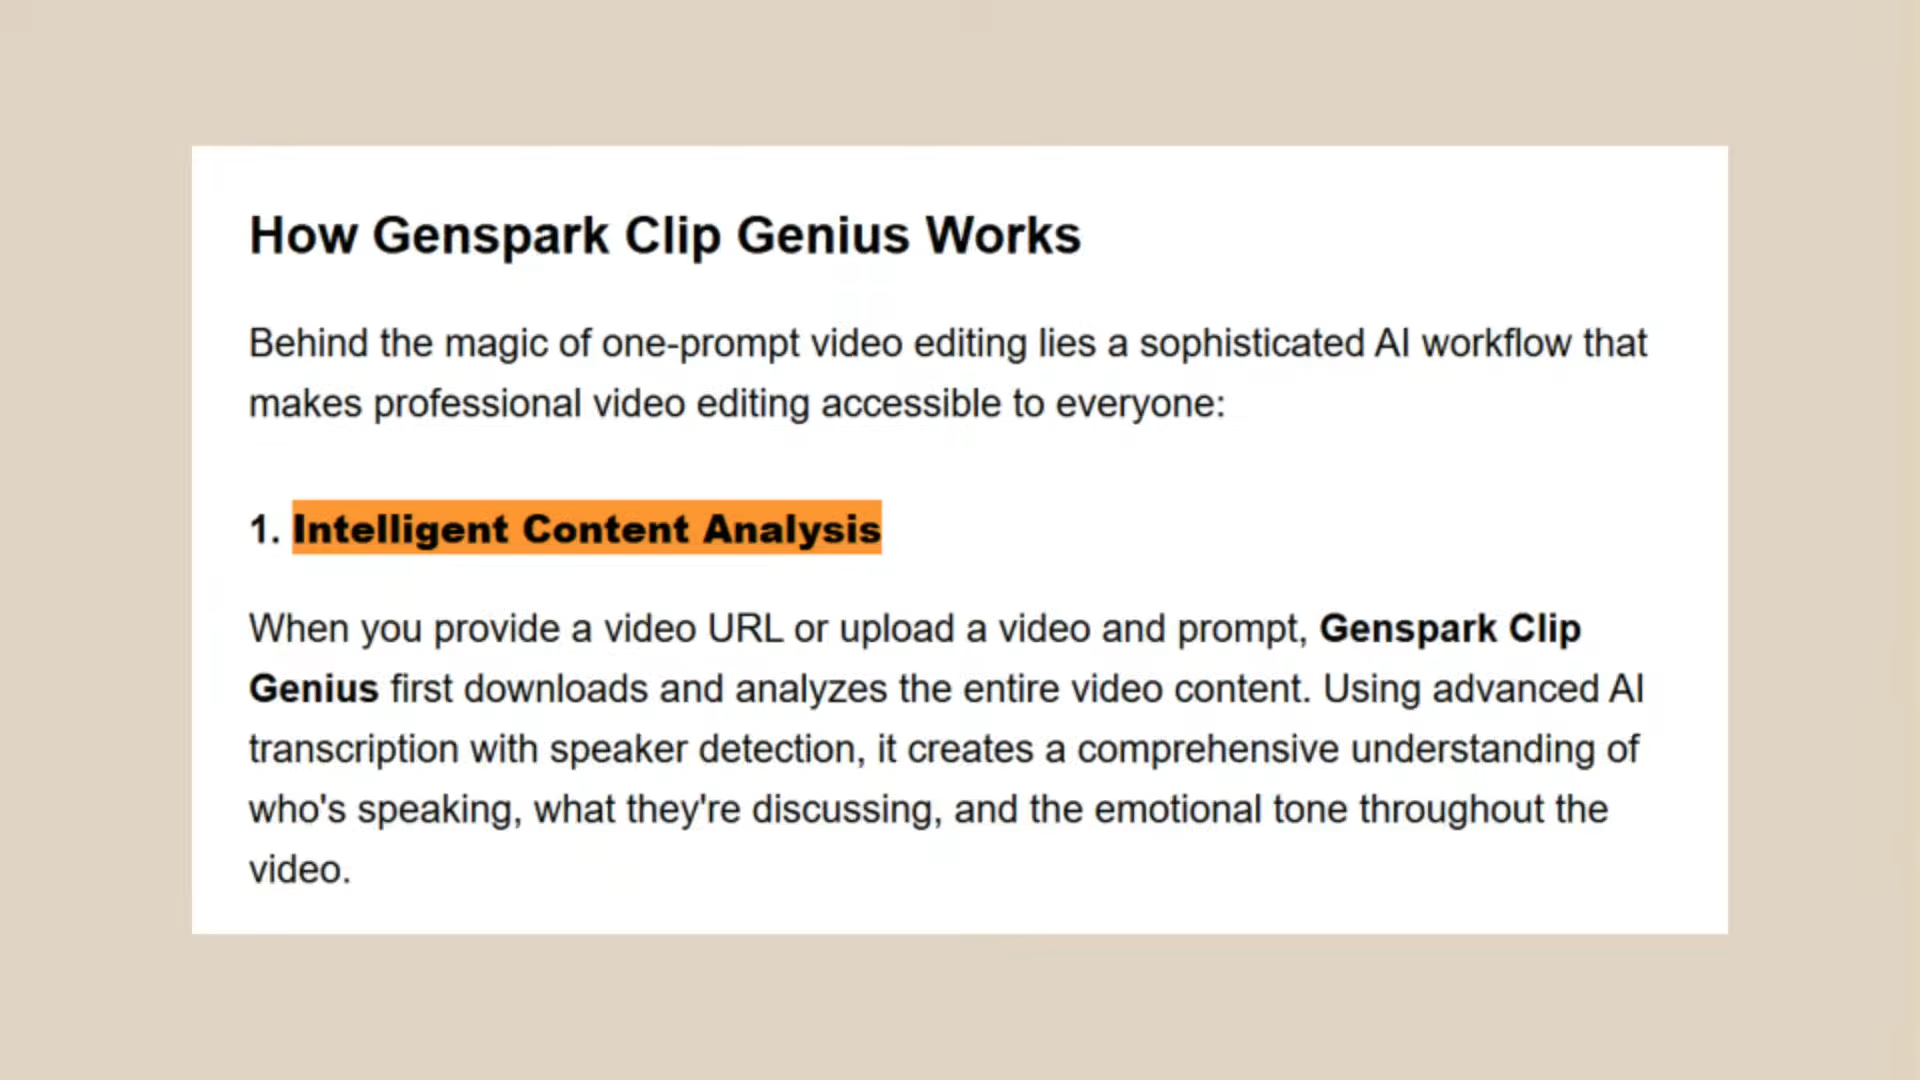 How Genspark Clip Genius Works
Behind the magic of one-prompt video editing lies a sophisticated AI workflow that
makes professional video editing accessible to everyone:
1. Intelligent Content Analysis
When you provide a video URL or upload a video and prompt, Genspark Clip
Genius first downloads and analyzes the entire video content. Using advanced AI
transcription with speaker detection, it creates a comprehensive understanding of
who's speaking, what they're discussing, and the emotional tone throughout the
video.